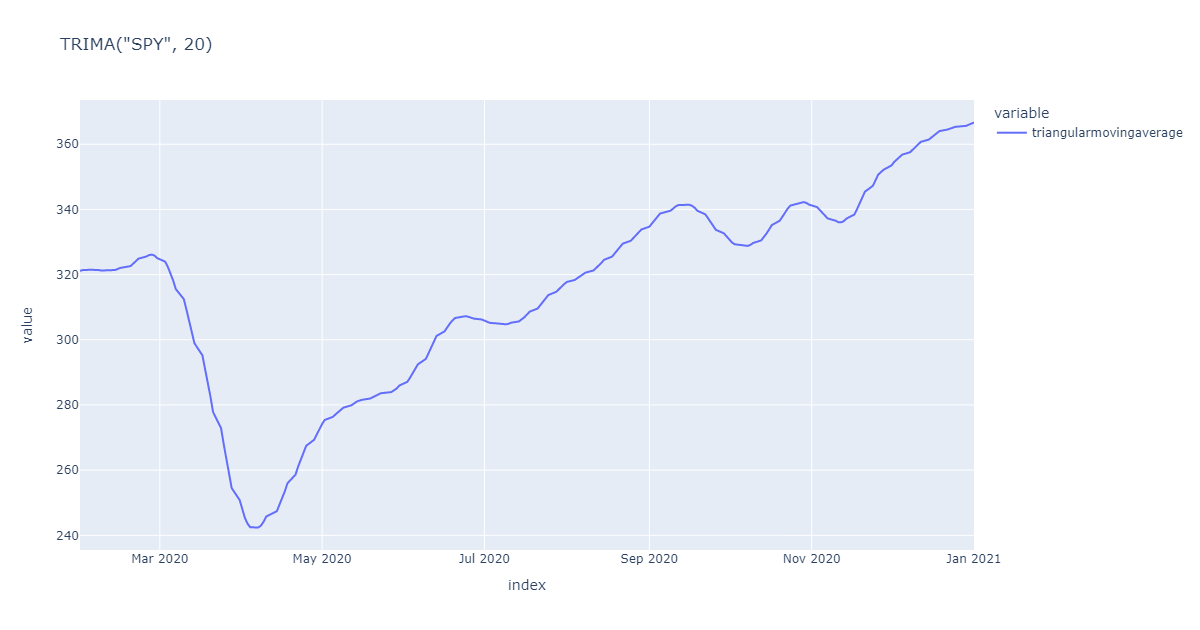 TRIMA("SPY", 20)
variable
triangularmovingaverage
360
340
320
300
280
260
240
value
Mar 2020
May 2020
Jul 2020
Sep 2020
Nov 2020
Jan 2021
index